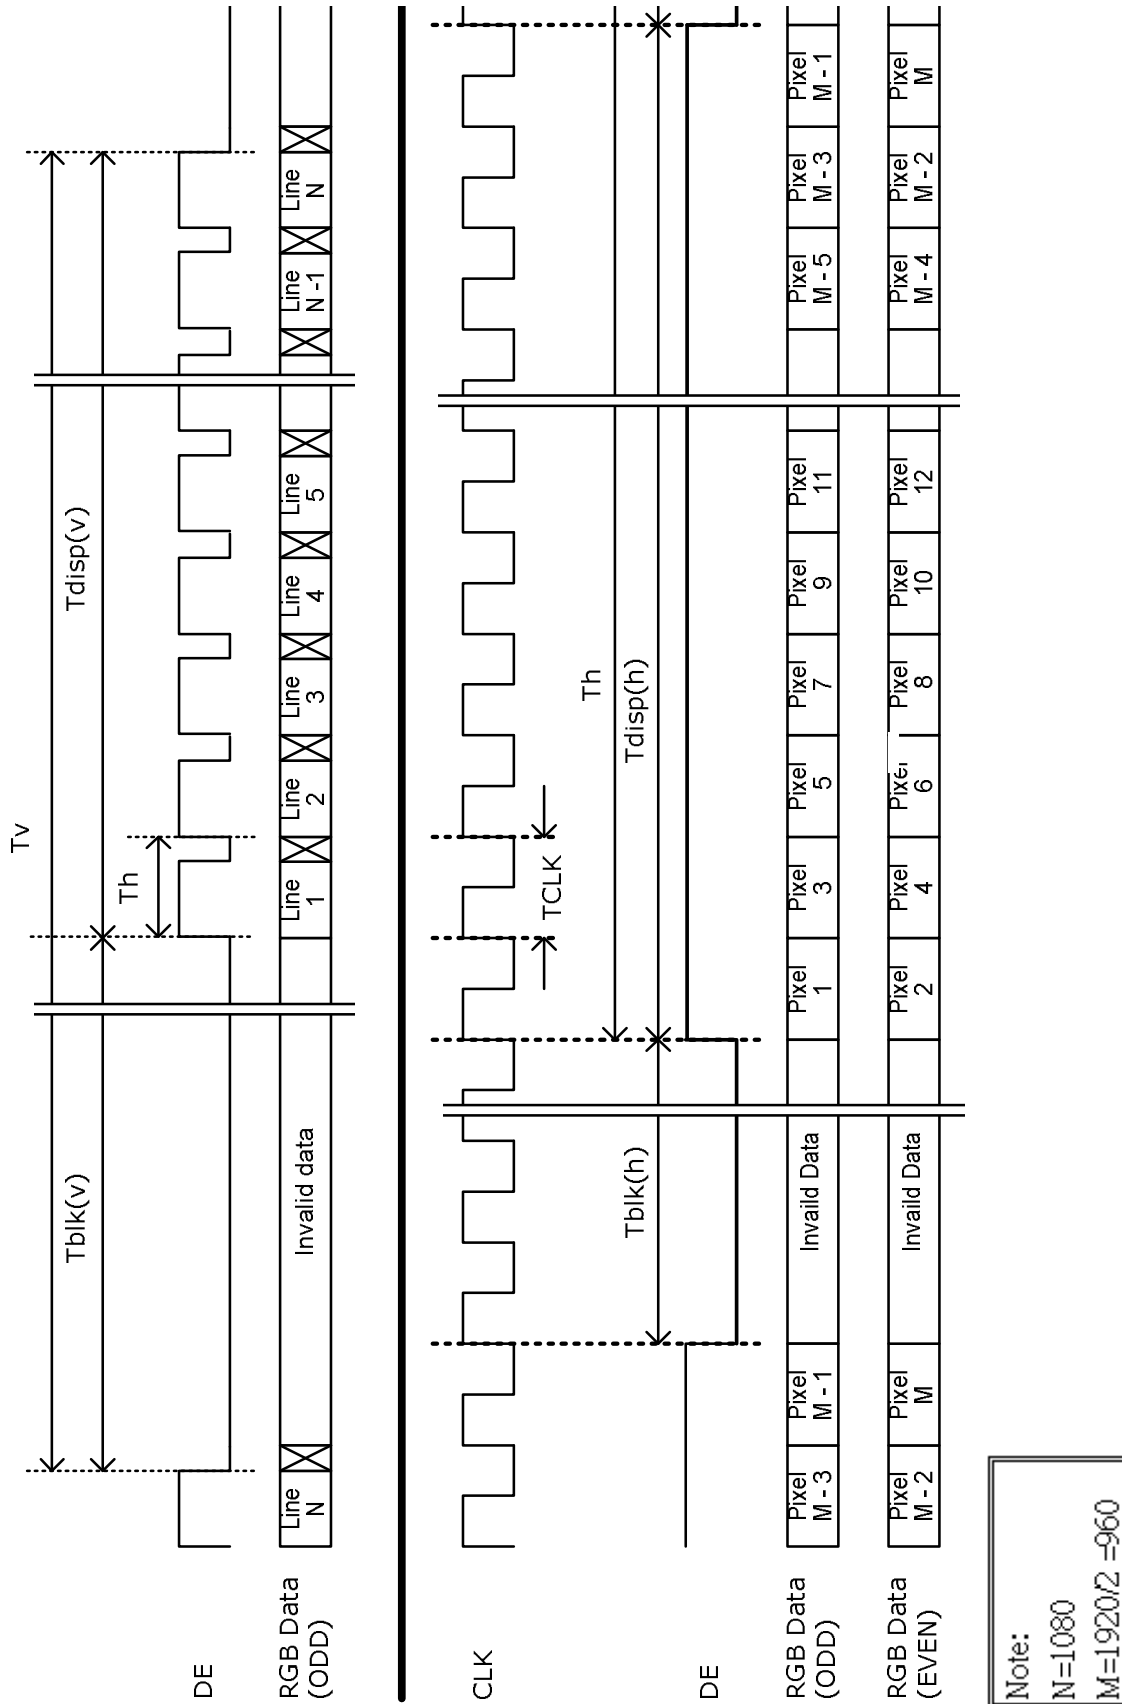 Tv
Tblk(v)
Tdisp(v)
Th
DE
RGB Data
(ODD)
Line
N
Invalid data
Line
1
Line
2
Line
3
Line
4
Line
5
Line
N -1
Line
N
CLK
TCLK
Th
Tblk(h)
Tdisp(h)
DE
RGB Data
(ODD)
Pixel
M - 3
Pixel
M - 1
Invaild Data
Pixel
1
Pixel
3
Pixel
5
Pixel
7
Pixel
9
Pixel
11
Pixel
M - 5
Pixel
M - 3
Pixel
M - 1
RGB Data
(EVEN)
Pixel
M - 2
Pixel
M
Invaild Data
Pixel
2
Pixel
4
Pixel
6
Pixel
8
Pixel
10
Pixel
12
Pixel
M - 4
Pixel
M - 2
Pixel
M
Note:
N=1080
M=1920/2 =960